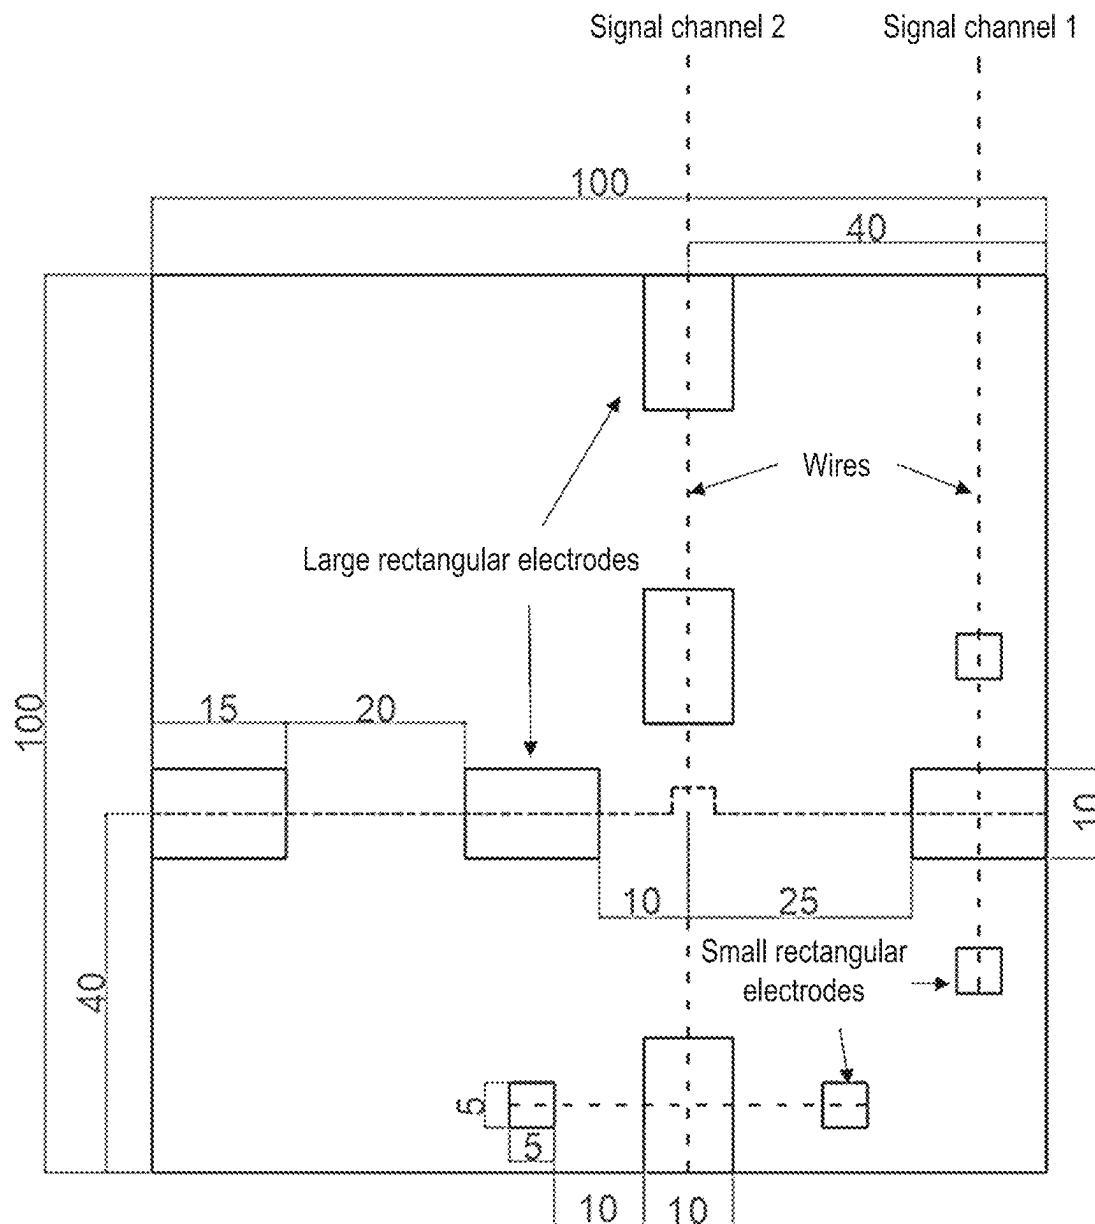 Signal channel 2
Signal channel 1
100
40
Wires
Large rectangular electrodes
100
15
20
10
10
25
40
Small rectangular
electrodes
5
5
10
10